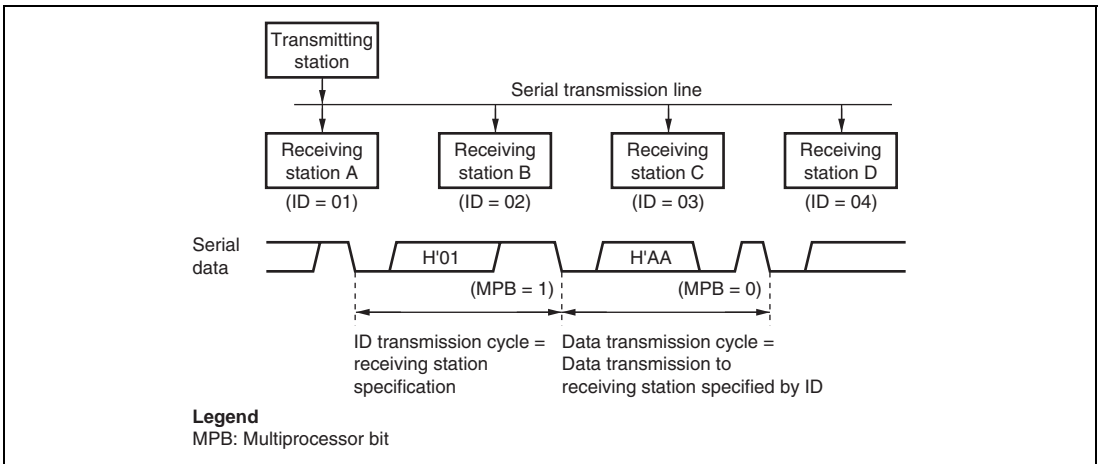 Transmitting
station
Serial transmission line
Receiving
station A
Receiving
station B
Receiving
station C
Receiving
station D
(ID = 01)
(ID = 02)
(ID = 03)
(ID = 04)
Serial
data
H'01
H'AA
(MPB = 1)
(MPB = 0)
ID transmission cycle =
receiving station
specification
Data transmission cycle =
Data transmission to
receiving station specified by ID
Legend
MPB: Multiprocessor bit